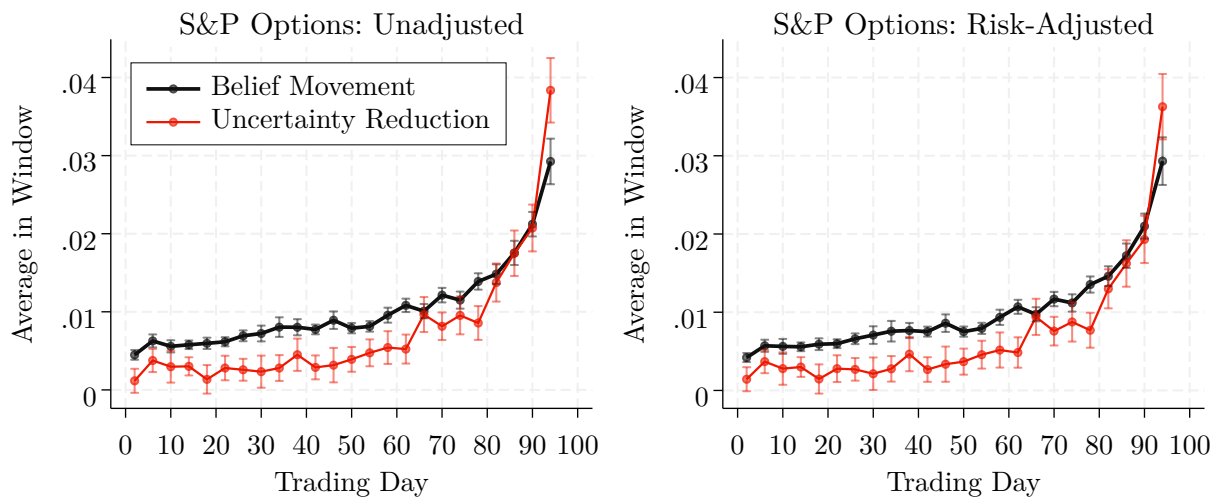 S&P Options: Unadjusted
Belief Movement
Uncertainty Reduction
Average in Window
.04
.03
.02
.01
0
0 10 20 30 40 50 60 70 80 90 100
Trading Day
S&P Options: Risk-Adjusted
Average in Window
.04
.03
.02
.01
0
0 10 20 30 40 50 60 70 80 90 100
Trading Day